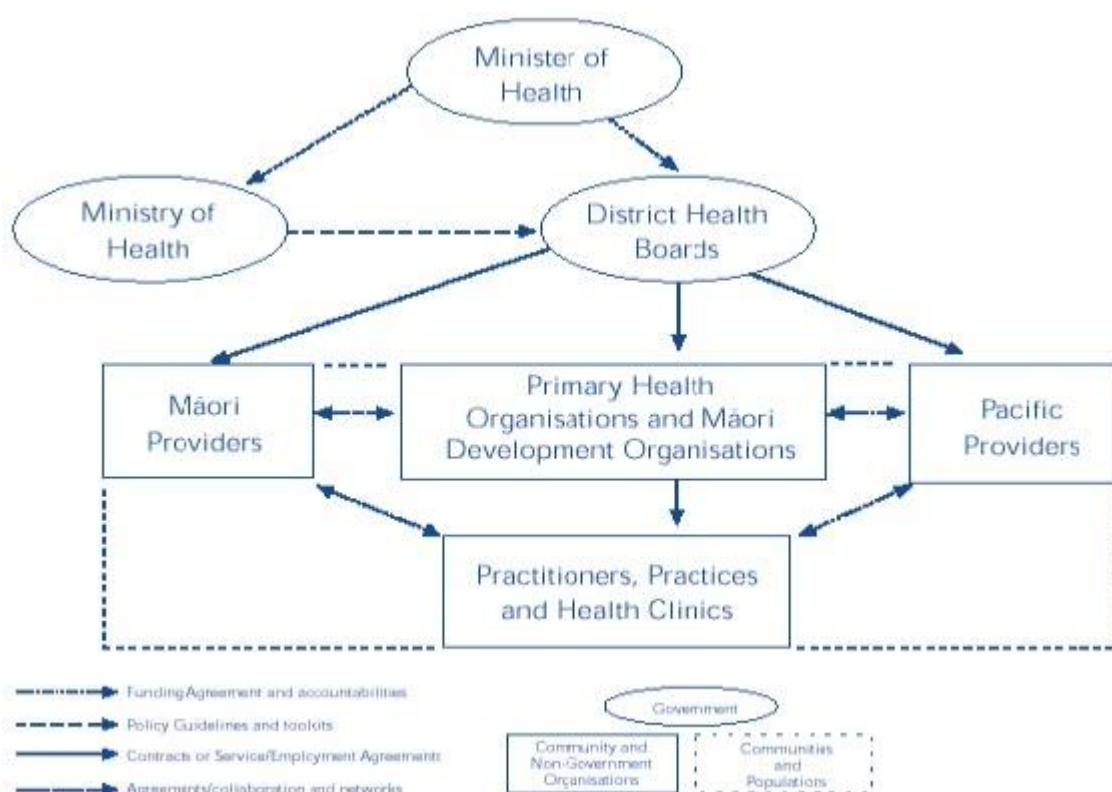 Minister of
Health
Ministry of
Health
District Health
Boards
Māori
Providers
Primary Health
Organisations and Māori
Development Organisations
Pacific
Providers
Practitioners, Practices
and Health Clinics
Funding Agreement and accountabilities
Policy Guidelines and toolkits
Contracts or Service/Employment Agreements
Agreements/collaboration and networks
Government
Community and
Non-Government
Organisations
Communities
and
Populations